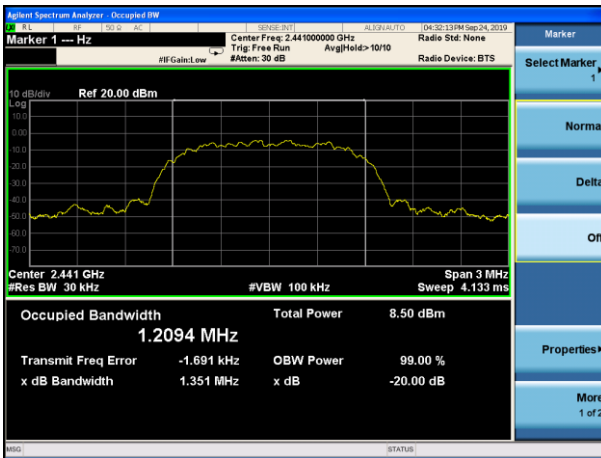 Agilent Spectrum Analyzer - Occupied BW
RL RF 50 Ω AC SENSE:INT ALIGN AUTO 04:32:13 PM Sep 24, 2019
Marker 1 --- Hz
Center Freq: 2.441000000 GHz
Radio Std: None
Trig: Free Run Avg|Hold:> 10/10
#IFGain:Low #Atten: 30 dB Radio Device: BTS
10 dB/div Ref 20.00 dBm
Log
10.0
0.00
-10.0
-20.0
-30.0
-40.0
-50.0
-60.0
-70.0
Center 2.441 GHz Span 3 MHz
#Res BW 30 kHz #VBW 100 kHz Sweep 4.133 ms
Occupied Bandwidth Total Power 8.50 dBm
1.2094 MHz
Transmit Freq Error -1.691 kHz OBW Power 99.00 %
x dB Bandwidth 1.351 MHz x dB -20.00 dB
MSG STATUS
Marker
Select Marker
1
Norma
Delta
Off
Properties
More
1 of 2